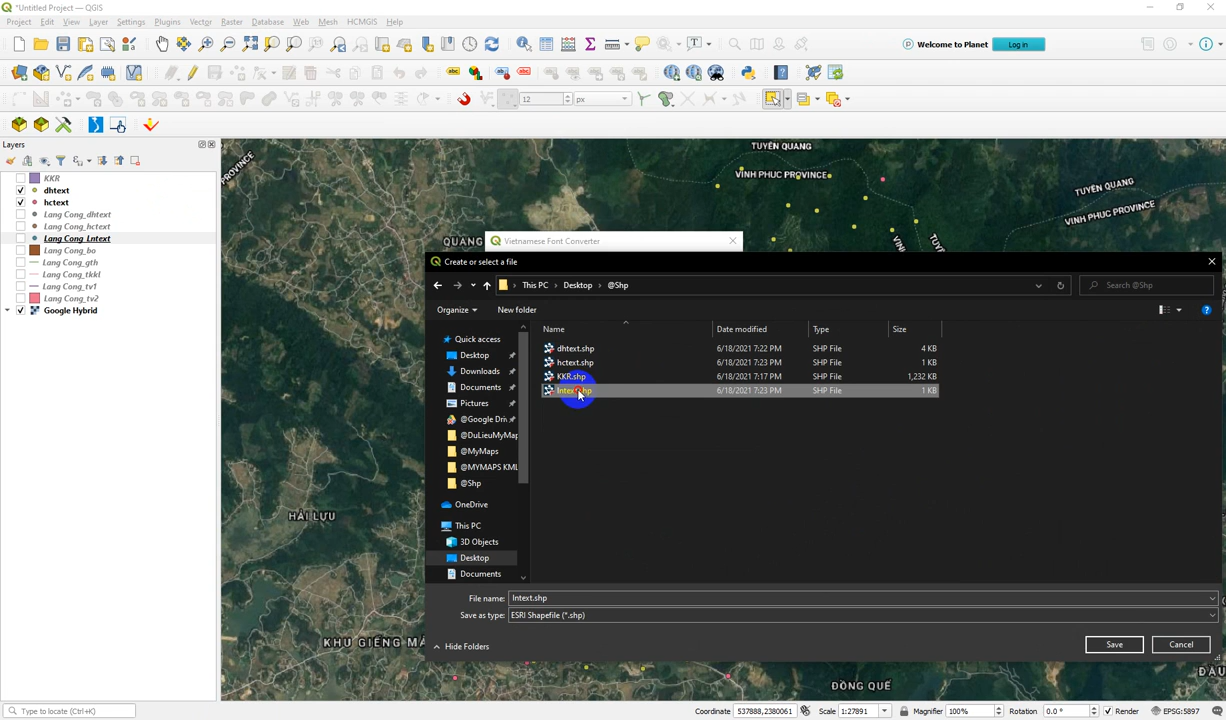 *Untitled Project — QGIS
Project Edit View Layer Settings Plugins Vector Raster Database Web Mesh HCMGIS Help
Welcome to Planet Log in
12 px
Layers
KKR
dhtext
hctext
Lang Cong_dhtext
Lang Cong_hctext
Lang Cong_Lntext
Lang Cong_bo
Lang Cong_gth
Lang Cong_tkkl
Lang Cong_tv1
Lang Cong_tv2
Google Hybrid
PROVINCE
TUYÊN QUANG
VINH PHUC PROVINCE
TUYÊN QUANG
VINH PHUC PROVINCE
QUANG
Vietnamese Font Converter
Create or select a file
This PC Desktop @Shp
Search @Shp
Organize New folder
Name Date modified Type Size
dhtext.shp 6/18/2021 7:22 PM SHP File 4 KB
hctext.shp 6/18/2021 7:23 PM SHP File 1 KB
KKR.shp 6/18/2021 7:17 PM SHP File 1,232 KB
6/18/2021 7:23 PM SHP File 1 KB
Quick access
Desktop
Downloads
Documents
Pictures
@Google Driv
@DuLieuMyMap
@MyMaps
@MYMAPS KML
@Shp
OneDrive
This PC
3D Objects
Desktop
Documents
File name: lntext.shp
Save as type: ESRI Shapefile (*.shp)
Hide Folders
Save Cancel
HẢI LỰU
KHU GIẾNG MÁ
ĐỒNG QUẾ
ĐẦU
Type to locate (Ctrl+K)
Coordinate 537888,2380061 Scale 1:27891 Magnifier 100% Rotation 0.0 ° Render EPSG:5897